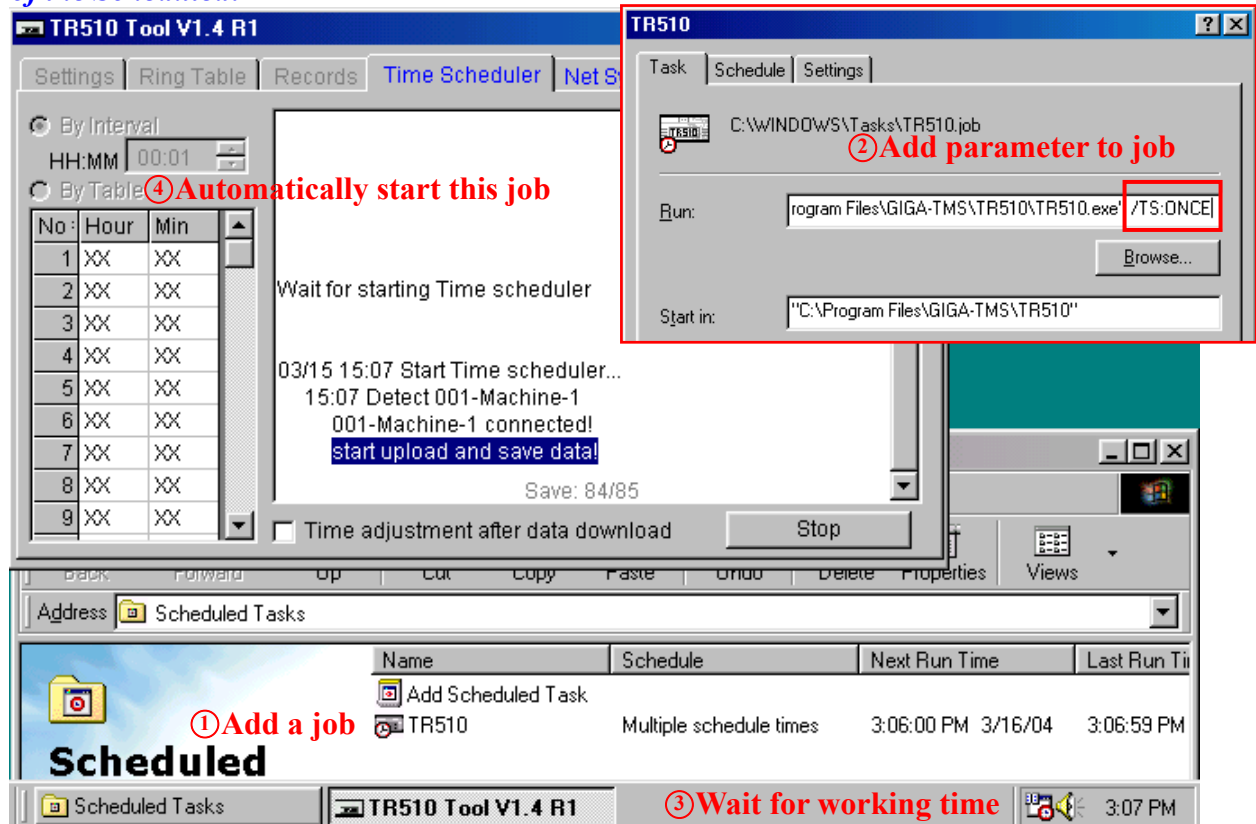 TR510 Tool V1.4 R1
Settings
Ring Table
Records
Time Scheduler
Net S
By Interval
HH:MM 00:01
By Table
④Automatically start this job
No: Hour Min
1 XX XX
2 XX XX
3 XX XX
4 XX XX
5 XX XX
6 XX XX
7 XX XX
8 XX XX
9 XX XX
Wait for starting Time scheduler
03/15 15:07 Start Time scheduler...
15:07 Detect 001-Machine-1
001-Machine-1 connected!
start upload and save data!
Save: 84/85
Time adjustment after data download
Stop
TR510
Task
Schedule
Settings
C:\WINDOWS\Tasks\TR510.job
②Add parameter to job
Run: rogram Files\GIGA-TMS\TR510\TR510.exe" /TS:ONCE
Browse...
Start in: "C:\Program Files\GIGA-TMS\TR510"
Back Forward Up Cut Copy Paste Undo Delete Properties Views
Address Scheduled Tasks
Name Schedule Next Run Time Last Run Ti
Add Scheduled Task
①Add a job
TR510 Multiple schedule times 3:06:00 PM 3/16/04 3:06:59 PM
Scheduled
Scheduled Tasks
TR510 Tool V1.4 R1
③Wait for working time
3:07 PM